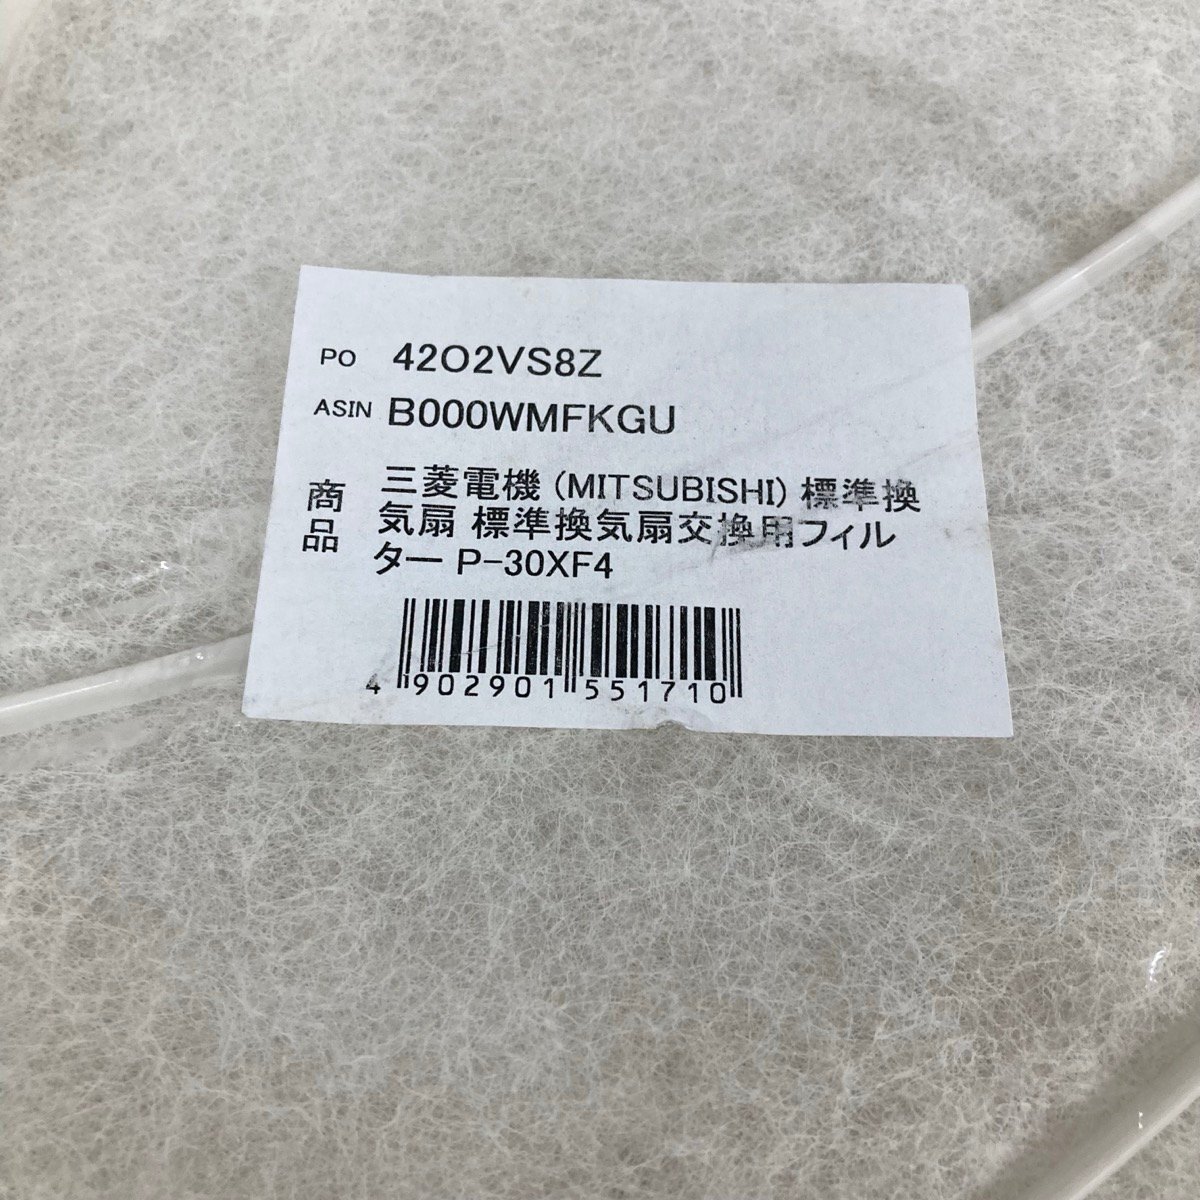 PO 42O2VS8Z
ASIN B000WMFKGU
商品
三菱電機 (MITSUBISHI) 標準換
気扇 標準換気扇交換用フィル
ター P-30XF4
4 902901 551710